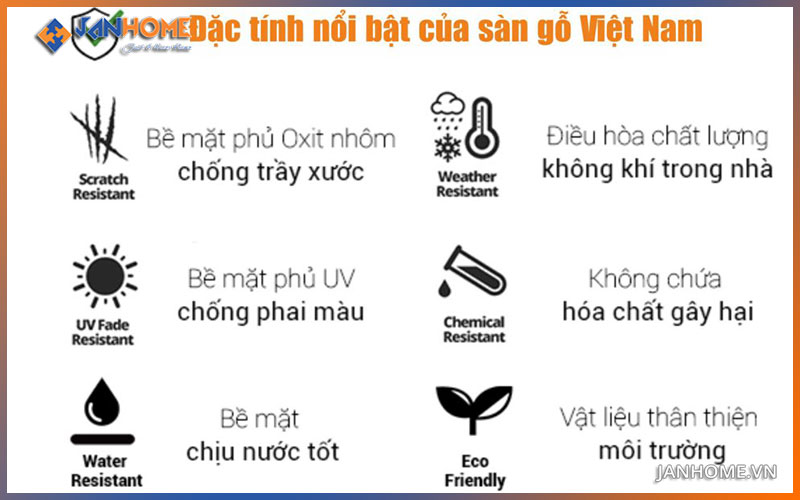 JANHOME
Đặc tính nổi bật của sàn gỗ Việt Nam
Scratch
Resistant
Bề mặt phủ Oxit nhôm
chống trầy xước
Weather
Resistant
Điều hòa chất lượng
không khí trong nhà
UV Fade
Resistant
Bề mặt phủ UV
chống phai màu
Chemical
Resistant
Không chứa
hóa chất gây hại
Water
Resistant
Bề mặt
chịu nước tốt
Eco
Friendly
Vật liệu thân thiện
môi trường
JANHOME.VN